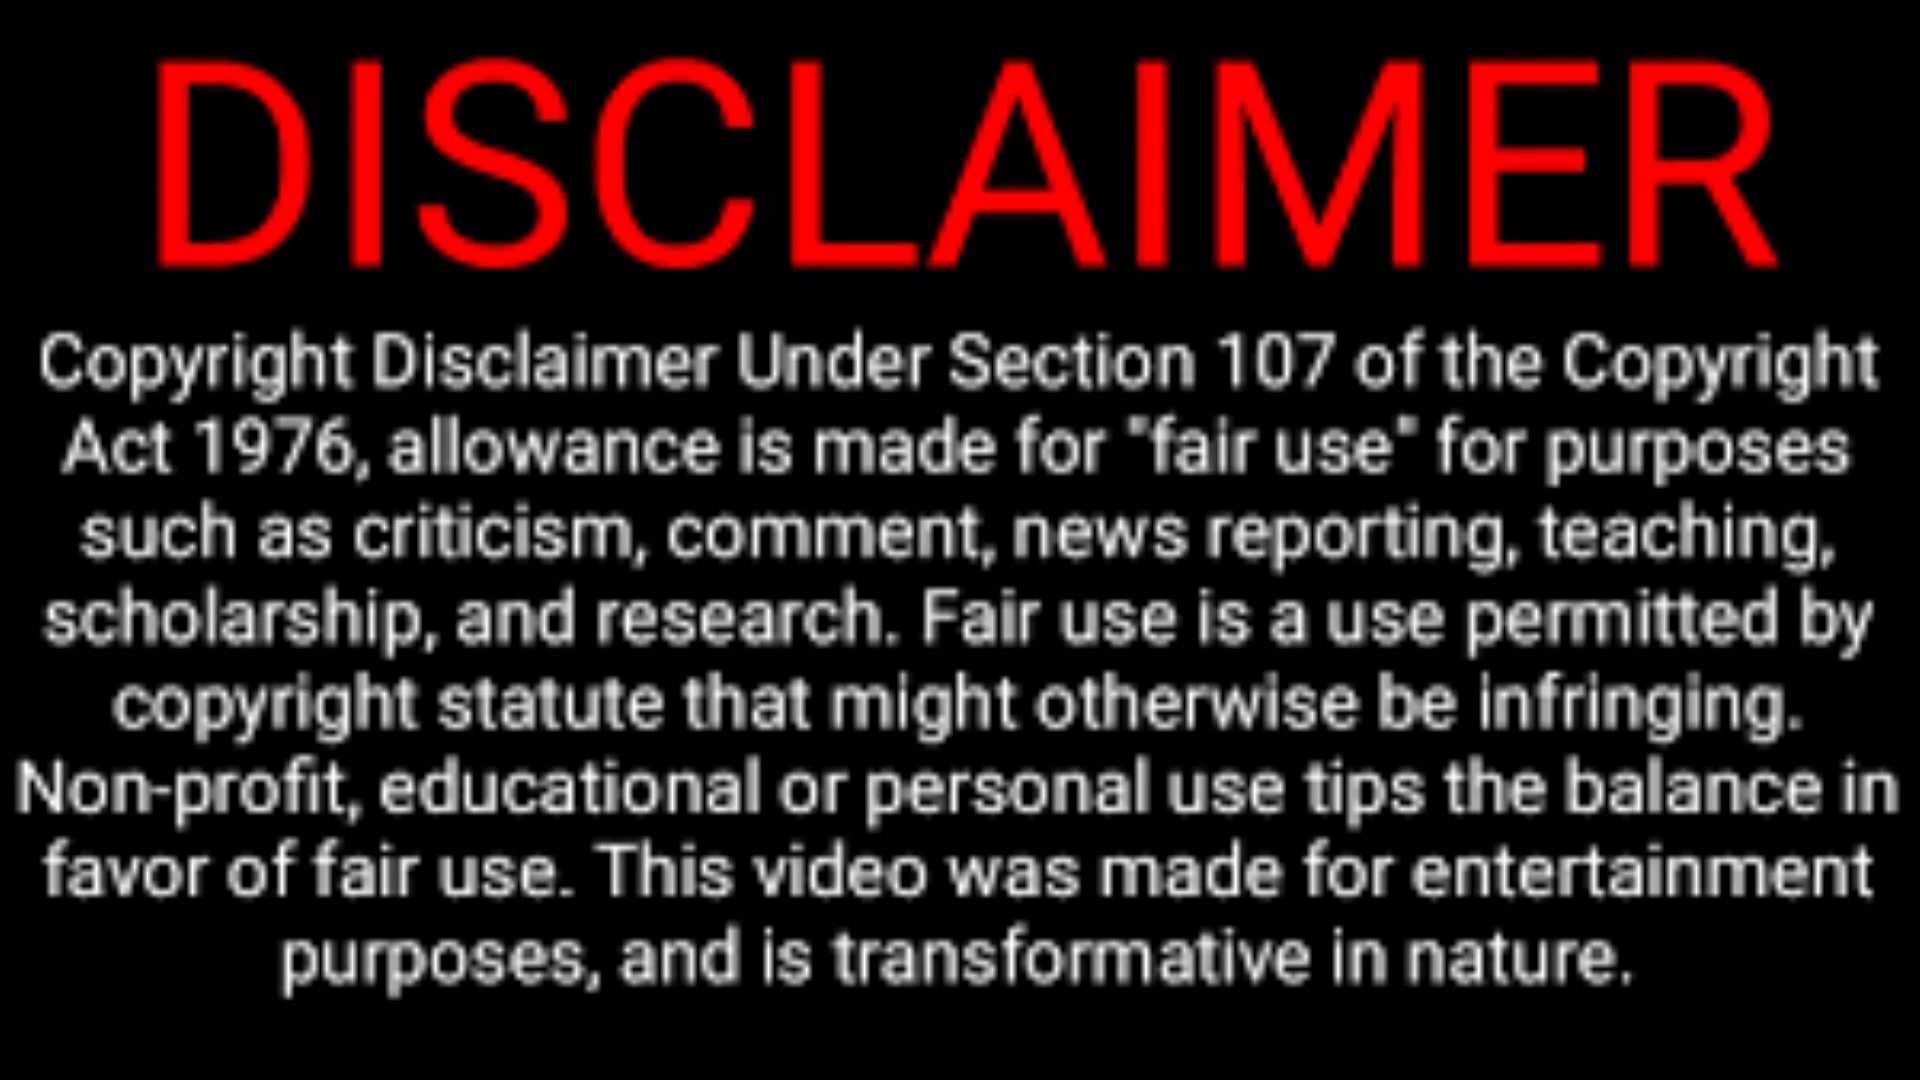 DISCLAIMER
Copyright Disclaimer Under Section 107 of the Copyright
Act 1976, allowance is made for "fair use" for purposes
such as criticism, comment, news reporting, teaching,
scholarship, and research. Fair use is a use permitted by
copyright statute that might otherwise be infringing.
Non-profit, educational or personal use tips the balance in
favor of fair use. This video was made for entertainment
purposes, and is transformative in nature.